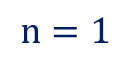 n = 1